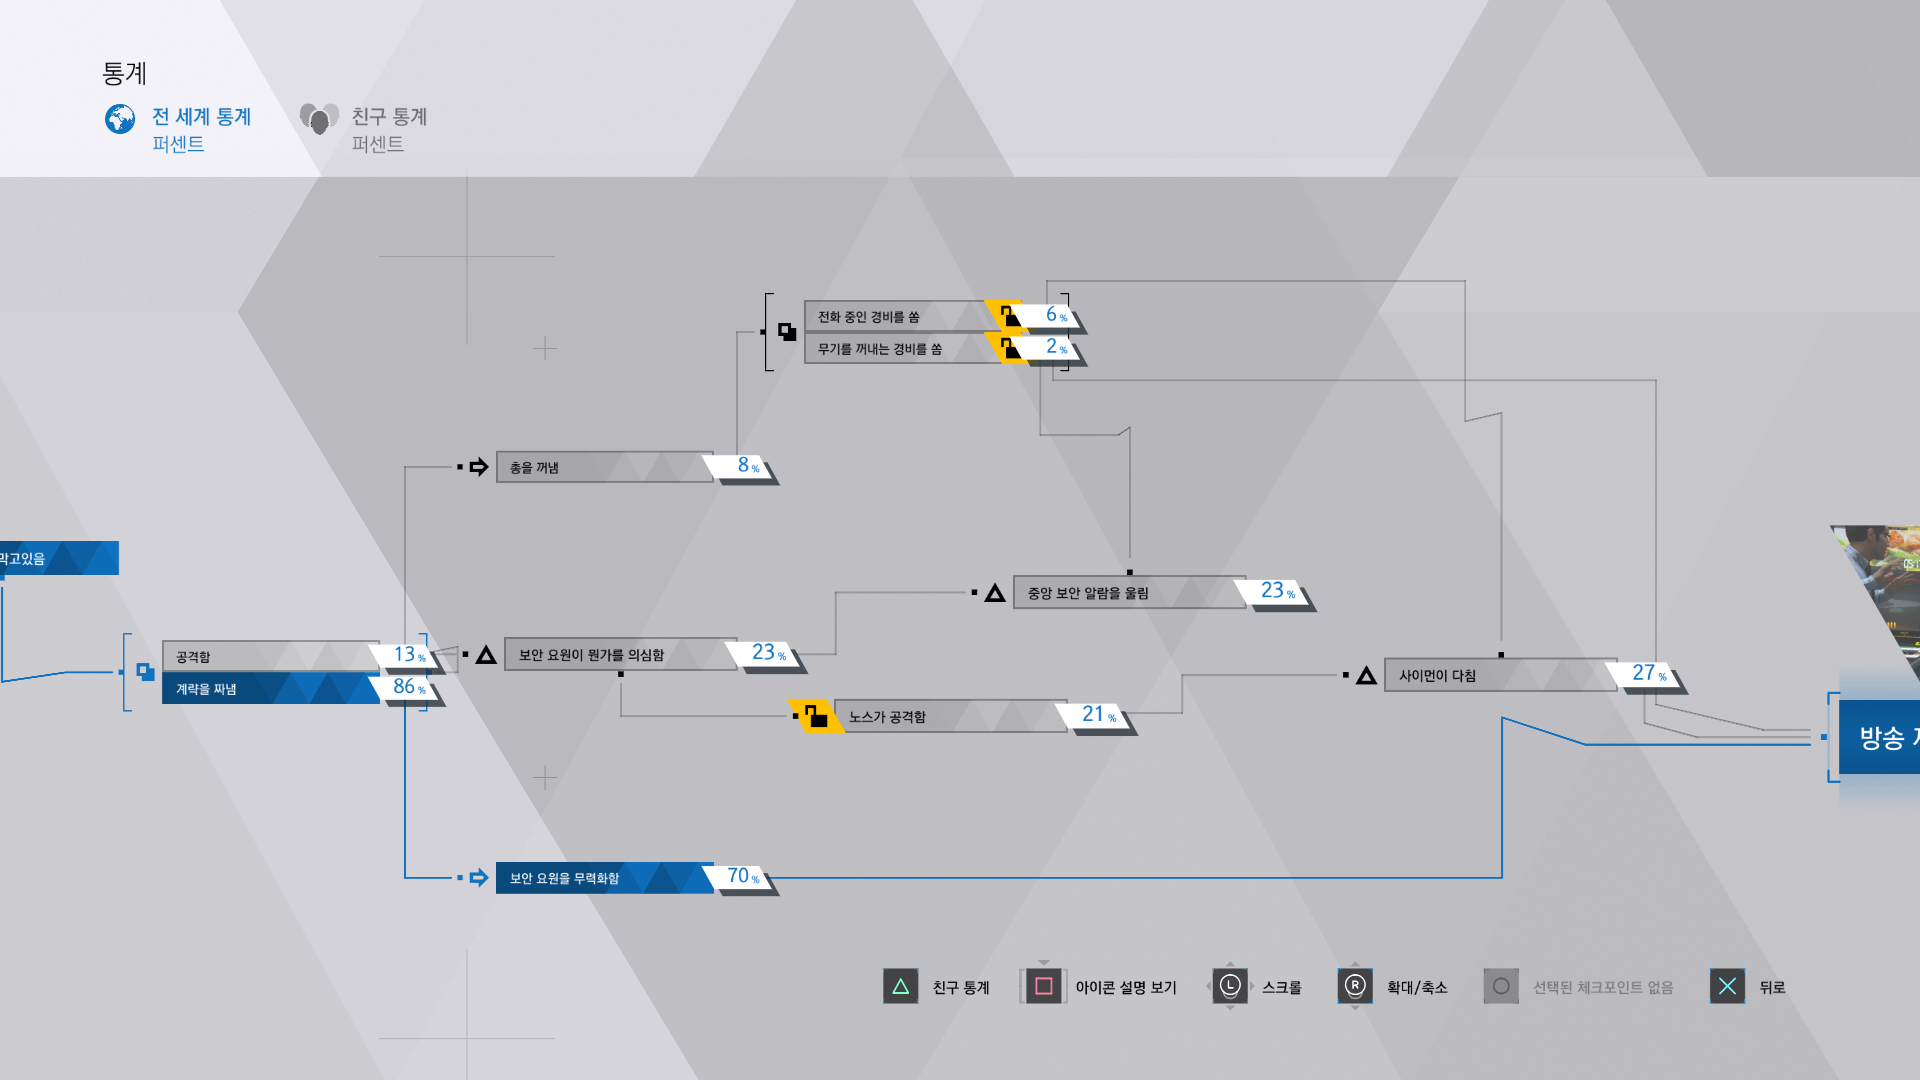 통계
전 세계 통계
퍼센트
친구 통계
퍼센트
전화 중인 경비를 쏨
6%
무기를 꺼내는 경비를 쏨
2%
총을 꺼냄
8%
막고있음
중앙 보안 알람을 울림
23%
공격함
13%
계략을 짜냄
86%
보안 요원이 뭔가를 의심함
23%
사이먼이 다침
27%
노스가 공격함
21%
방송
보안 요원을 무력화함
70%
친구 통계
아이콘 설명 보기
L
스크롤
R
확대/축소
선택된 체크포인트 없음
뒤로